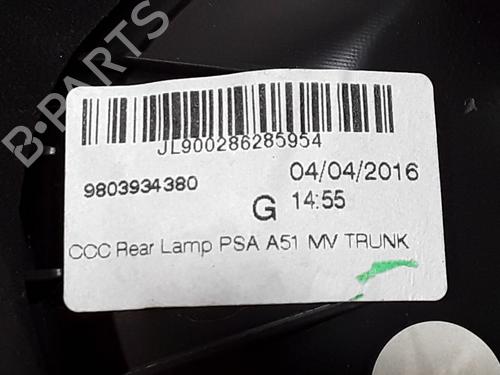 B-PARTS
JL900286285954
9803934380
04/04/2016
G 14:55
CCC Rear Lamp PSA A51 MV TRUNK